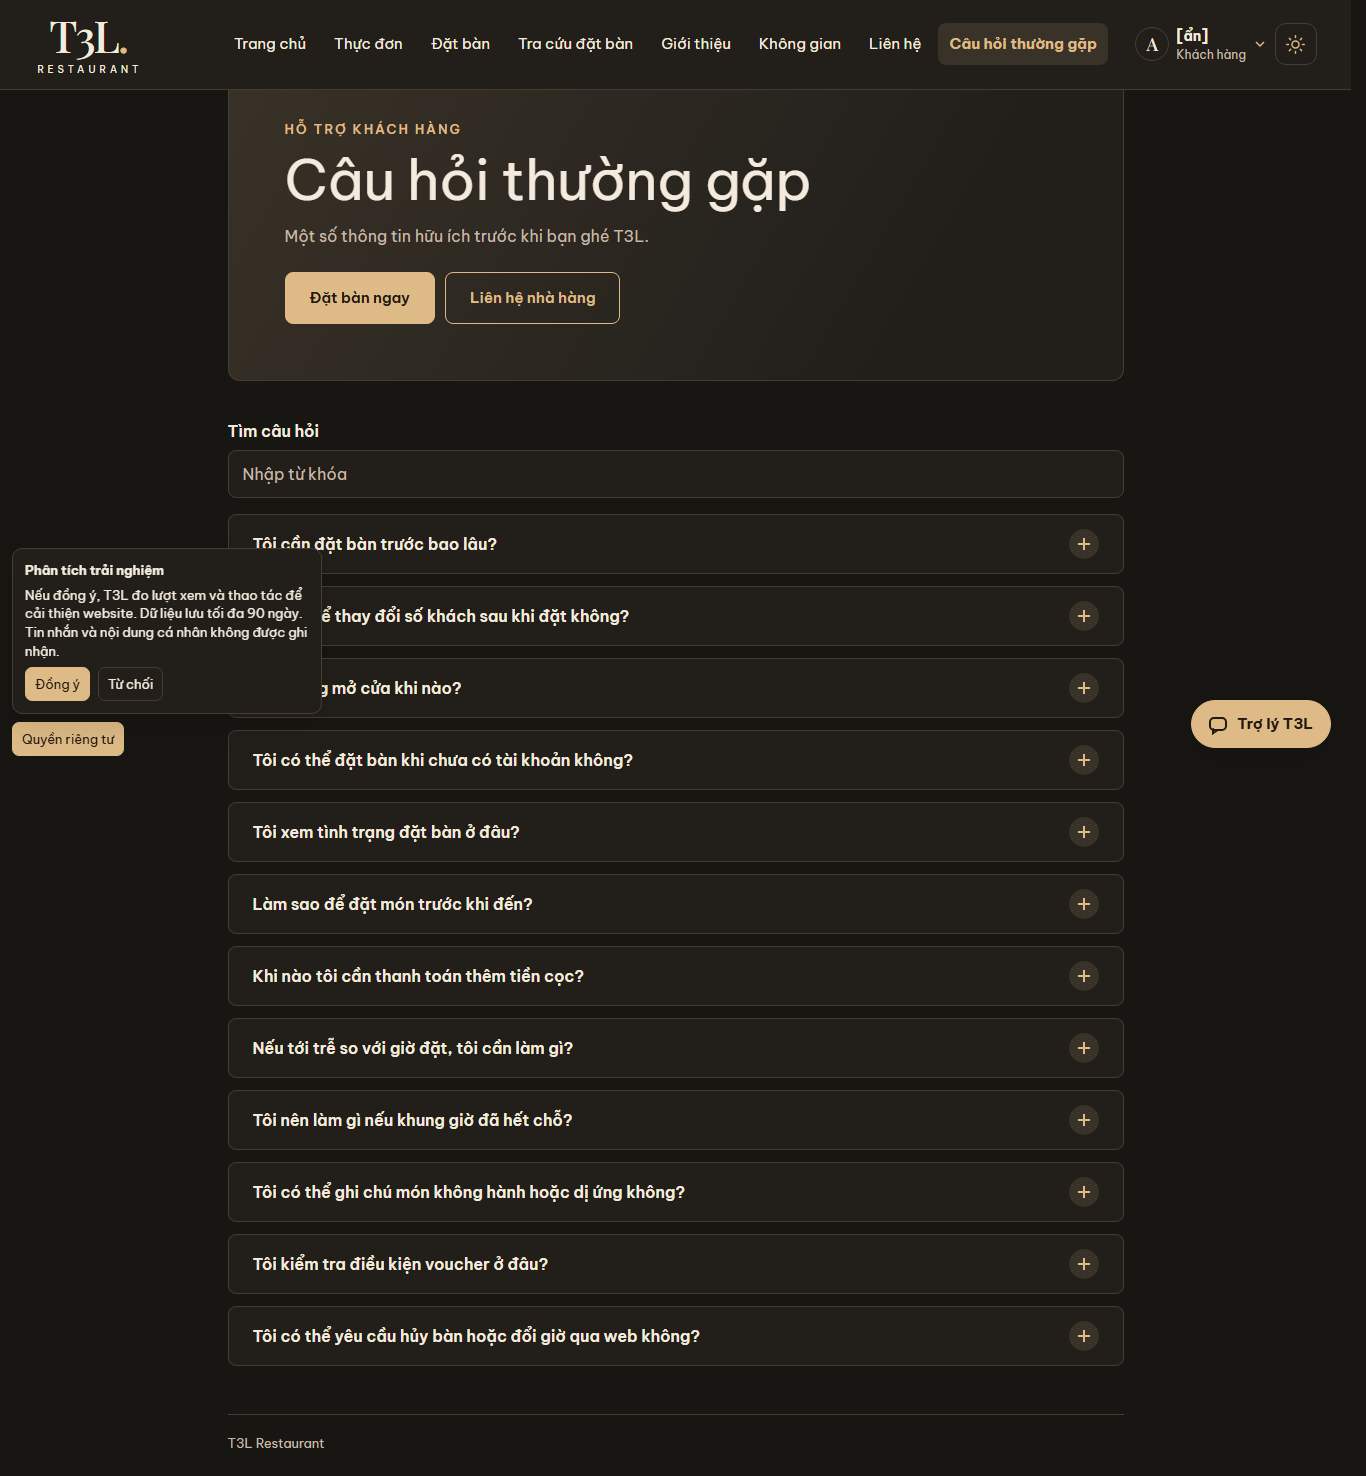 T3L.
RESTAURANT
Trang chủ
Thực đơn
Đặt bàn
Tra cứu đặt bàn
Giới thiệu
Không gian
Liên hệ
Câu hỏi thường gặp
A
[ẩn]
Khách hàng
HỖ TRỢ KHÁCH HÀNG
Câu hỏi thường gặp
Một số thông tin hữu ích trước khi bạn ghé T3L.
Đặt bàn ngay
Liên hệ nhà hàng
Tìm câu hỏi
Nhập từ khóa
Tôi cần đặt bàn trước bao lâu?
thay đổi số khách sau khi đặt không?
mở cửa khi nào?
Phân tích trải nghiệm
Nếu đồng ý, T3L đo lượt xem và thao tác để
cải thiện website. Dữ liệu lưu tối đa 90 ngày.
Tin nhắn và nội dung cá nhân không được ghi
nhận.
Đồng ý
Từ chối
Quyền riêng tư
Trợ lý T3L
Tôi có thể đặt bàn khi chưa có tài khoản không?
Tôi xem tình trạng đặt bàn ở đâu?
Làm sao để đặt món trước khi đến?
Khi nào tôi cần thanh toán thêm tiền cọc?
Nếu tới trễ so với giờ đặt, tôi cần làm gì?
Tôi nên làm gì nếu khung giờ đã hết chỗ?
Tôi có thể ghi chú món không hành hoặc dị ứng không?
Tôi kiểm tra điều kiện voucher ở đâu?
Tôi có thể yêu cầu hủy bàn hoặc đổi giờ qua web không?
T3L Restaurant